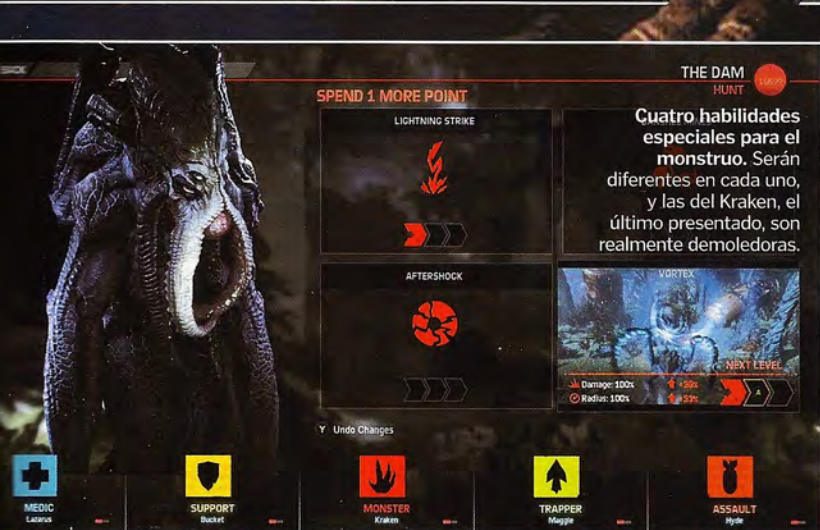 BACK
THE DAM
HUNT
SPEND 1 MORE POINT
LIGHTNING STRIKE
Cuatro habilidades
especiales para el
monstruo. Serán
diferentes en cada uno,
y las del Kraken, el
último presentado, son
realmente demoledoras.
AFTERSHOCK
VORTEX
NEXT LEVEL
Damage: 100%
Radius: 100%
A
Y Undo Changes
MEDIC
Lazarus
SUPPORT
Bucket
MONSTER
Kraken
TRAPPER
Maggie
ASSAULT
Hyde